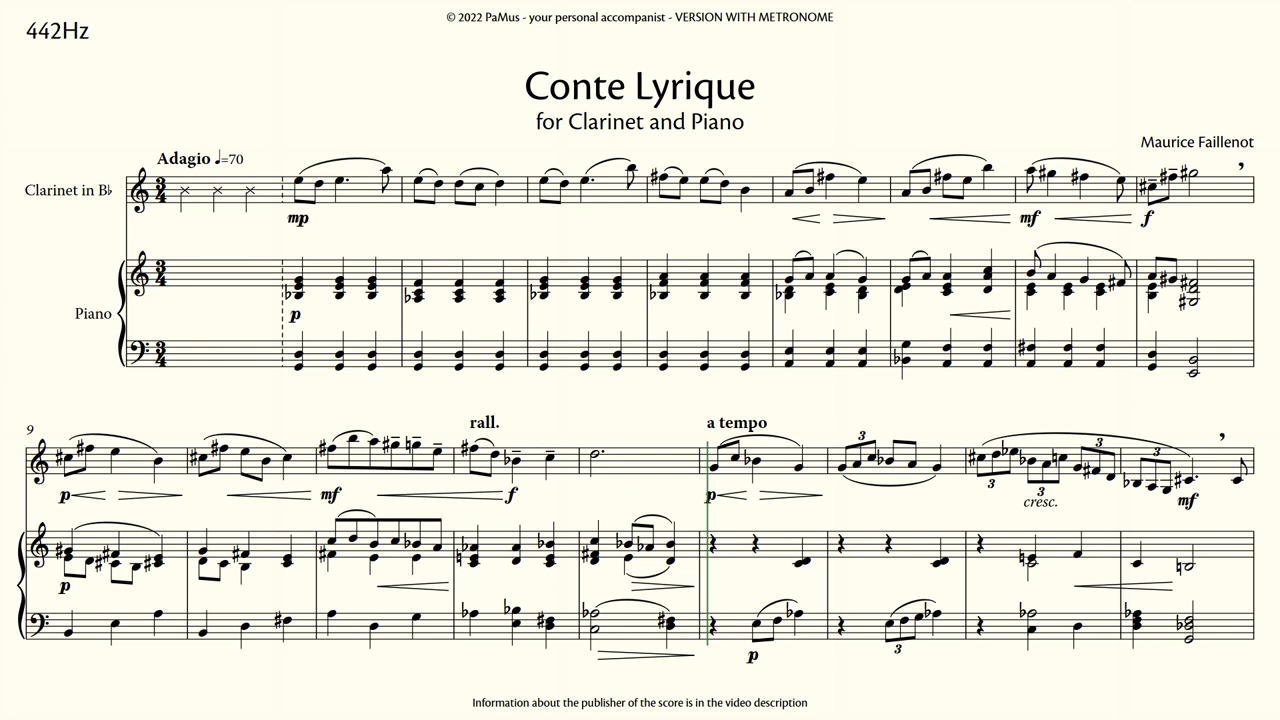 © 2022 PaMus - your personal accompanist - VERSION WITH METRONOME
442Hz
Conte Lyrique
for Clarinet and Piano
Maurice Faillenot
Adagio ♩=70
Clarinet in B♭
mp
mf
f
Piano
p
9
rall.
a tempo
p
mf
f
p
3
3
3
3
3
cresc.
mf
p
p
3
Information about the publisher of the score is in the video description